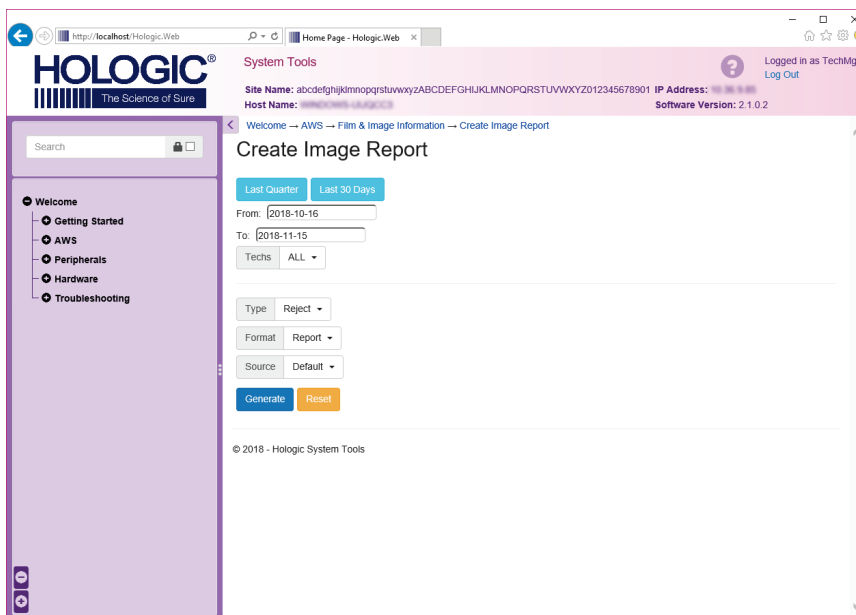 http://localhost/Hologic.Web
Home Page - Hologic.Web
HOLOGIC®
The Science of Sure
System Tools
Logged in as TechMg
Log Out
Site Name: abcdefghijklmnopqrstuvwxyzABCDEFGHIJKLMNOPQRSTUVWXYZ012345678901 IP Address:
Host Name:
Software Version: 2.1.0.2
Welcome → AWS → Film & Image Information → Create Image Report
Search
Create Image Report
Last Quarter Last 30 Days
From: 2018-10-16
To: 2018-11-15
Techs ALL
Welcome
Getting Started
AWS
Peripherals
Hardware
Troubleshooting
Type Reject
Format Report
Source Default
Generate Reset
© 2018 - Hologic System Tools